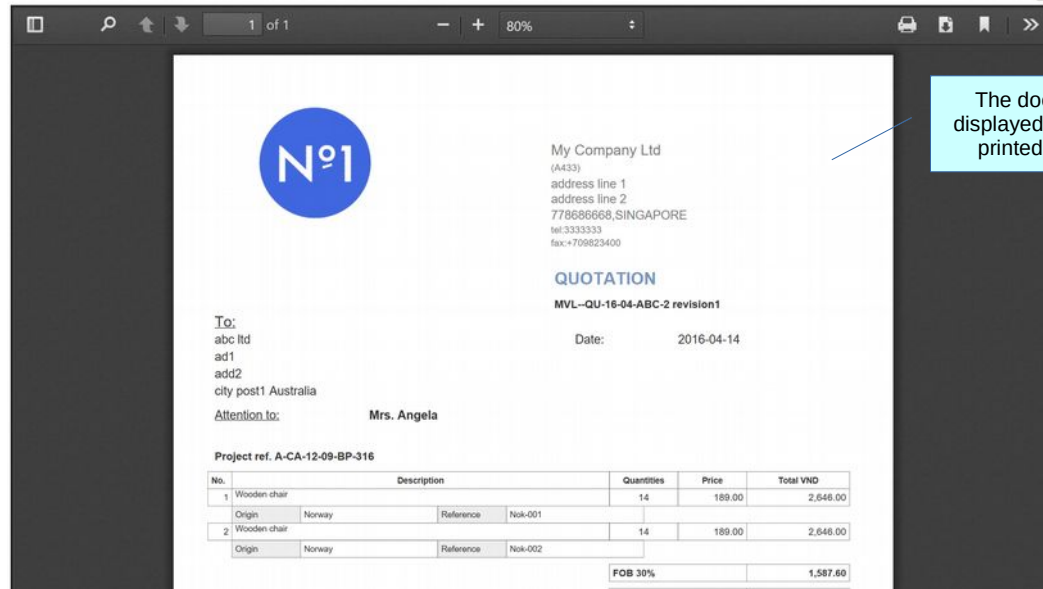 1 of 1
80%
The doc
displayed
printed
Nº1
My Company Ltd
(A433)
address line 1
address line 2
778686668,SINGAPORE
tel:3333333
fax:+709823400
QUOTATION
MVL--QU-16-04-ABC-2 revision1
To:
abc ltd
ad1
add2
city post1 Australia
Date: 2016-04-14
Attention to: Mrs. Angela
Project ref. A-CA-12-09-BP-316
No. Description Quantities Price Total VND
1 Wooden chair 14 189.00 2,646.00
Origin Norway Reference Nok-001
2 Wooden chair 14 189.00 2,646.00
Origin Norway Reference Nok-002
FOB 30% 1,587.60